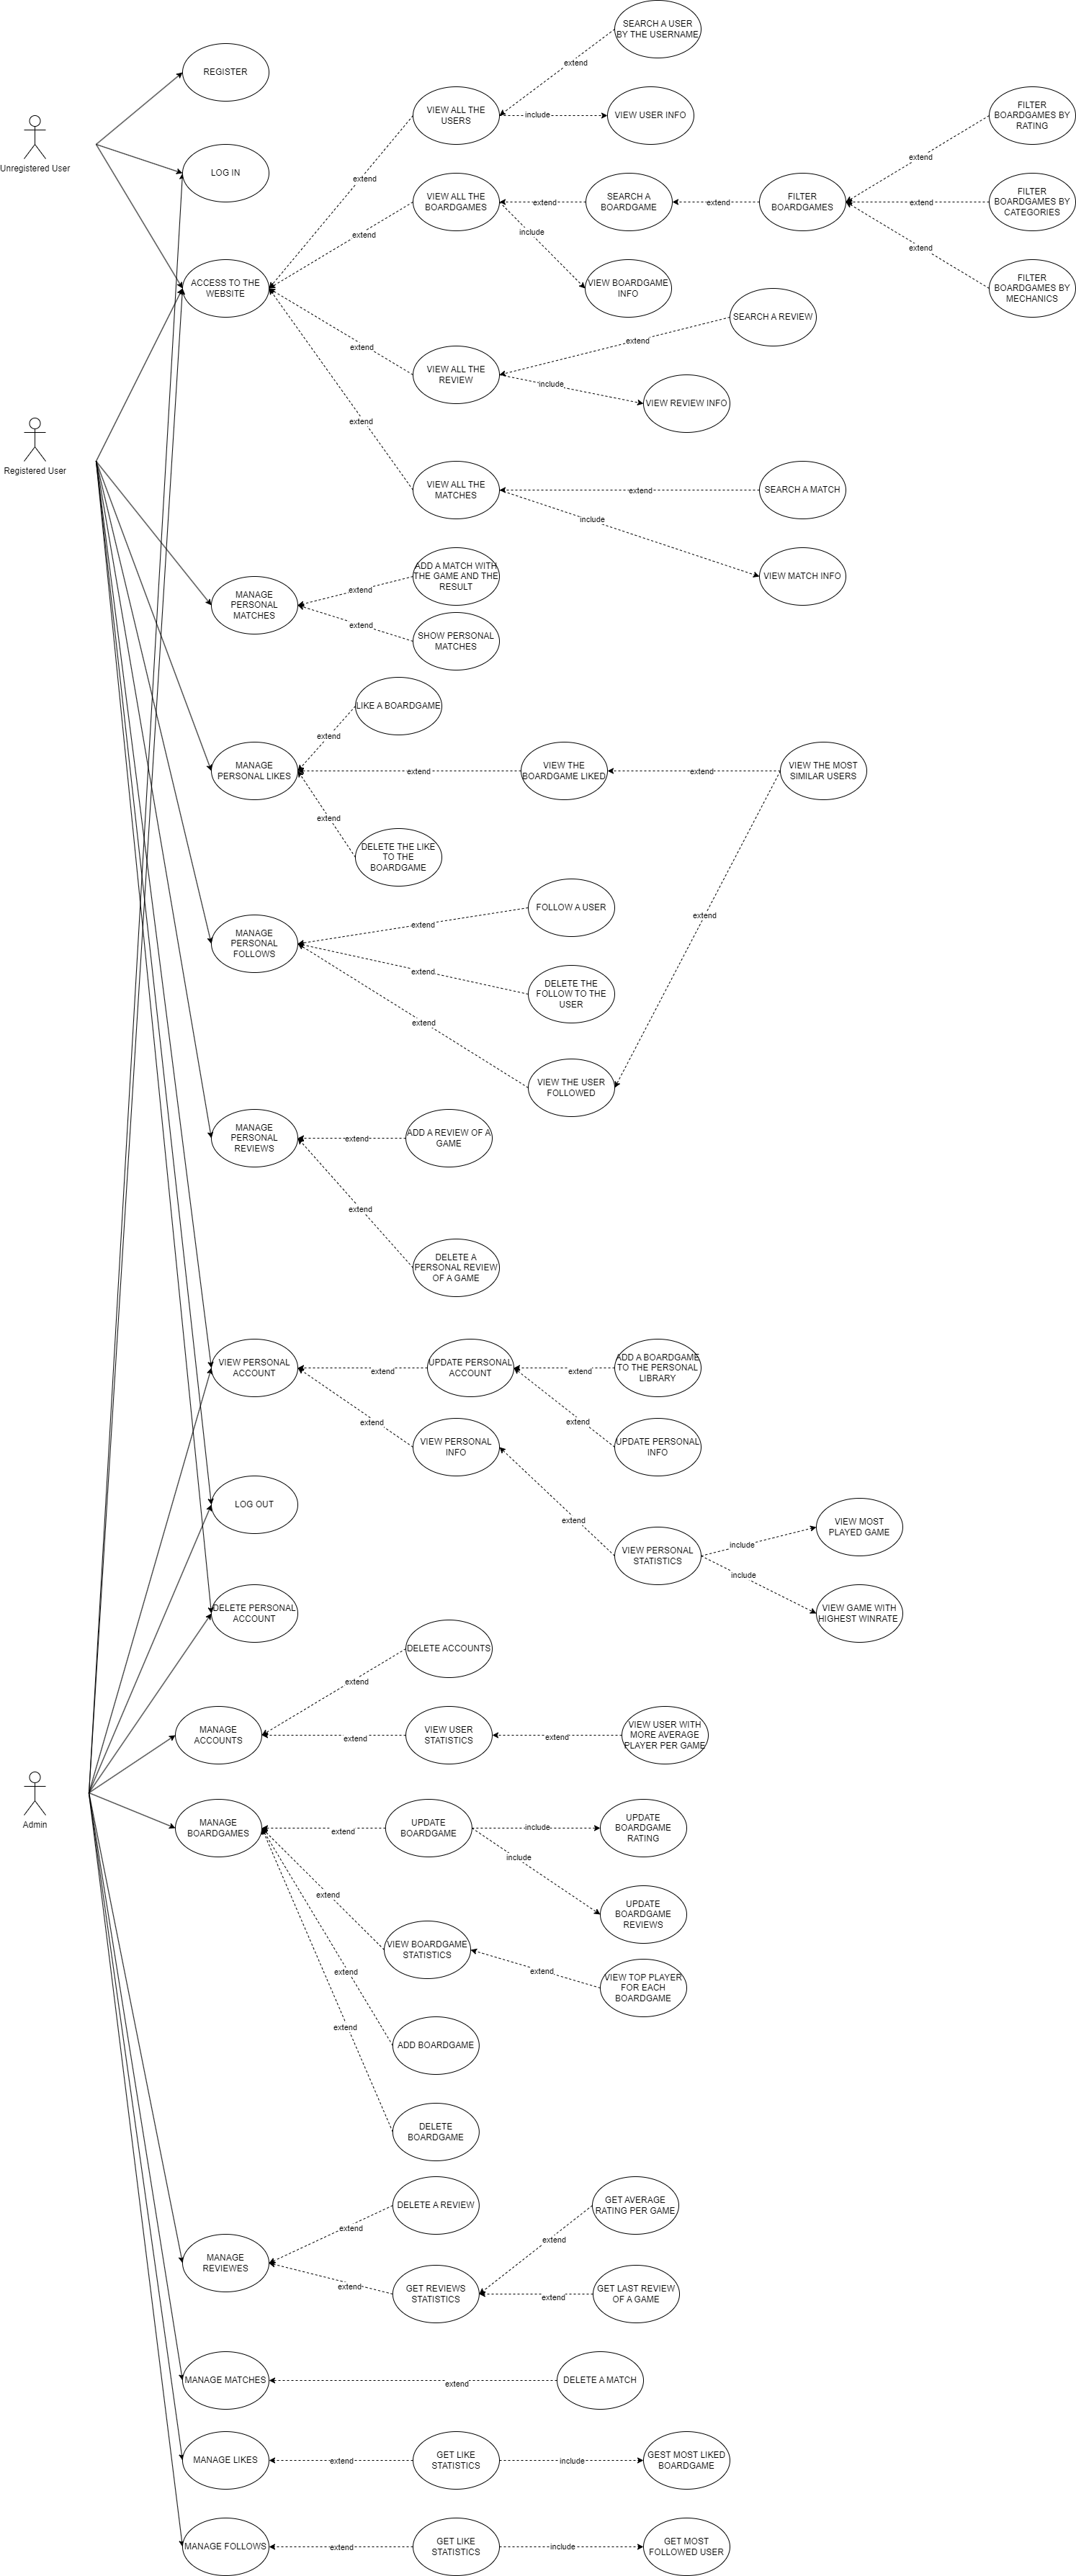 SEARCH A USER
BY THE USERNAME
extend
REGISTER
VIEW ALL THE
USERS
include
VIEW USER INFO
FILTER
BOARDGAMES BY
RATING
Unregistered User
LOG IN
extend
extend
VIEW ALL THE
BOARDGAMES
extend
SEARCH A
BOARDGAME
extend
FILTER
BOARDGAMES
extend
FILTER
BOARDGAMES BY
CATEGORIES
extend
include
extend
ACCESS TO THE
WEBSITE
VIEW BOARDGAME
INFO
FILTER
BOARDGAMES BY
MECHANICS
SEARCH A REVIEW
extend
extend
VIEW ALL THE
REVIEW
include
VIEW REVIEW INFO
extend
Registered User
VIEW ALL THE
MATCHES
extend
SEARCH A MATCH
include
VIEW MATCH INFO
ADD A MATCH WITH
THE GAME AND THE
RESULT
extend
MANAGE
PERSONAL
MATCHES
extend
SHOW PERSONAL
MATCHES
LIKE A BOARDGAME
extend
MANAGE
PERSONAL LIKES
extend
VIEW THE
BOARDGAME LIKED
extend
VIEW THE MOST
SIMILAR USERS
extend
DELETE THE LIKE
TO THE
BOARDGAME
FOLLOW A USER
extend
extend
MANAGE
PERSONAL
FOLLOWS
extend
DELETE THE
FOLLOW TO THE
USER
extend
VIEW THE USER
FOLLOWED
MANAGE
PERSONAL
REVIEWS
extend
ADD A REVIEW OF A
GAME
extend
DELETE A
PERSONAL REVIEW
OF A GAME
VIEW PERSONAL
ACCOUNT
extend
UPDATE PERSONAL
ACCOUNT
extend
ADD A BOARDGAME
TO THE PERSONAL
LIBRARY
extend
extend
VIEW PERSONAL
INFO
UPDATE PERSONAL
INFO
LOG OUT
extend
VIEW MOST
PLAYED GAME
include
VIEW PERSONAL
STATISTICS
include
DELETE PERSONAL
ACCOUNT
VIEW GAME WITH
HIGHEST WINRATE
DELETE ACCOUNTS
extend
MANAGE
ACCOUNTS
extend
VIEW USER
STATISTICS
extend
VIEW USER WITH
MORE AVERAGE
PLAYER PER GAME
Admin
MANAGE
BOARDGAMES
extend
UPDATE
BOARDGAME
include
UPDATE
BOARDGAME
RATING
include
extend
UPDATE
BOARDGAME
REVIEWS
VIEW BOARDGAME
STATISTICS
extend
extend
VIEW TOP PLAYER
FOR EACH
BOARDGAME
extend
ADD BOARDGAME
DELETE
BOARDGAME
DELETE A REVIEW
GET AVERAGE
RATING PER GAME
extend
extend
MANAGE
REVIEWES
extend
GET REVIEWS
STATISTICS
extend
GET LAST REVIEW
OF A GAME
MANAGE MATCHES
extend
DELETE A MATCH
MANAGE LIKES
extend
GET LIKE
STATISTICS
include
GEST MOST LIKED
BOARDGAME
MANAGE FOLLOWS
extend
GET LIKE
STATISTICS
include
GET MOST
FOLLOWED USER